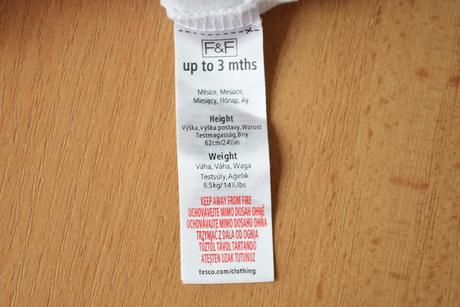 F&F
up to 3 mths
Měsíce, Mesiace,
Miesięcy, Hónap, Ay
Height
Výška,Výška postavy,Wzrost
Testmagasság,Boy
62cm/24½in
Weight
Váha, Váha, Waga
Testsúly, Ağırlık
6.5kg/14½lbs
KEEP AWAY FROM FIRE
UCHOVÁVEJTE MIMO DOSAH OHNĚ
UCHOVÁVAJTE MIMO DOSAHU OHŇA
TRZYMAĆ Z DALA OD OGNIA
TŰZTŐL TÁVOL TARTANDÓ
ATEŞTEN UZAK TUTUNUZ
tesco.com/clothing